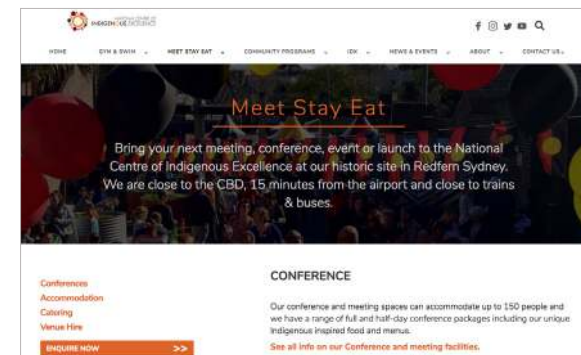 NATIONAL CENTRE OF
INDIGENOUS EXCELLENCE
HOME GYM & SWIM MEET STAY EAT COMMUNITY PROGRAMS IDX NEWS & EVENTS ABOUT CONTACT US
Meet Stay Eat
Bring your next meeting, conference, event or launch to the National
Centre of Indigenous Excellence at our historic site in Redfern Sydney.
We are close to the CBD, 15 minutes from the airport and close to trains
& buses.
Conferences
Accommodation
Catering
Venue Hire
ENQUIRE NOW >>
CONFERENCE
Our conference and meeting spaces can accommodate up to 150 people and
we have a range of full and half-day conference packages including our unique
Indigenous inspired food and menus.
See all info on our Conference and meeting facilities.